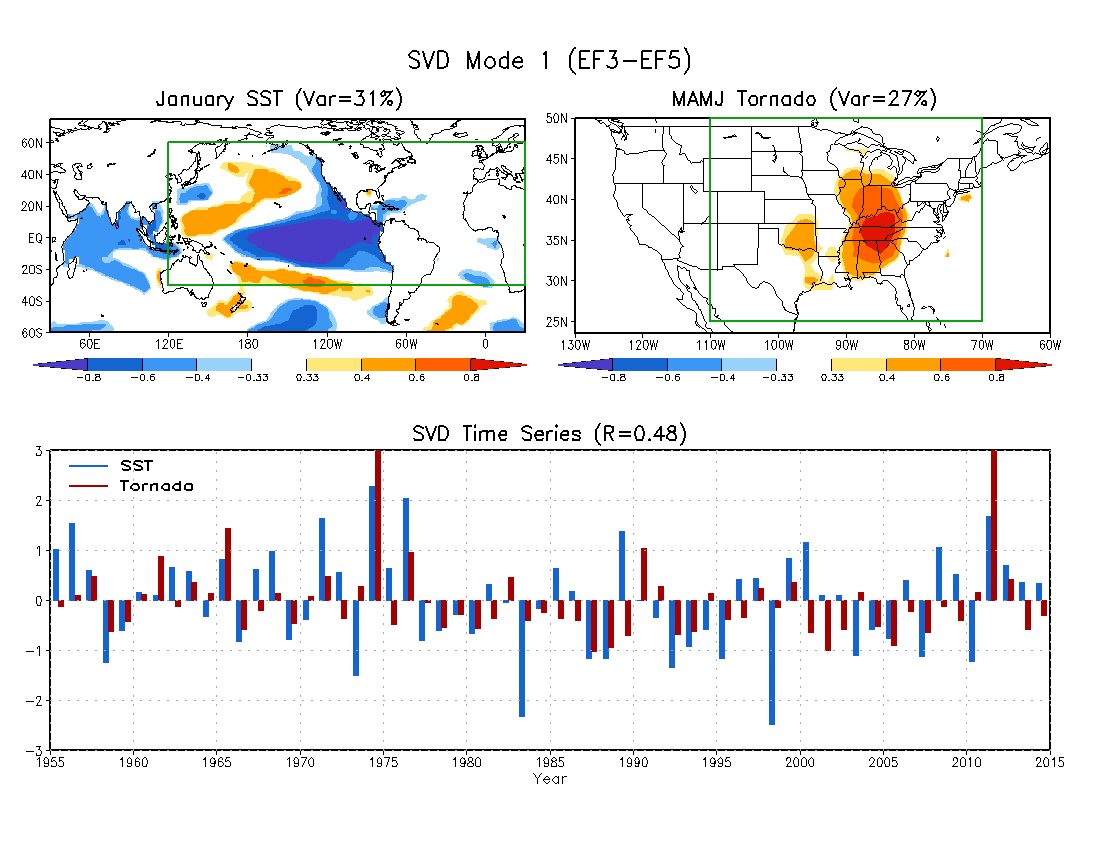 SVD Mode 1 (EF3-EF5)
January SST (Var=31%)
MAMJ Tornado (Var=27%)
60N
40N
20N
EQ
20S
40S
60S
60E 120E 180 120W 60W 0
-0.8 -0.6 -0.4 -0.33 0.33 0.4 0.6 0.8
50N
45N
40N
35N
30N
25N
130W 120W 110W 100W 90W 80W 70W 60W
-0.8 -0.6 -0.4 -0.33 0.33 0.4 0.6 0.8
SVD Time Series (R=0.48)
SST
Tornado
3
2
1
0
-1
-2
-3
1955 1960 1965 1970 1975 1980 1985 1990 1995 2000 2005 2010 2015
Year